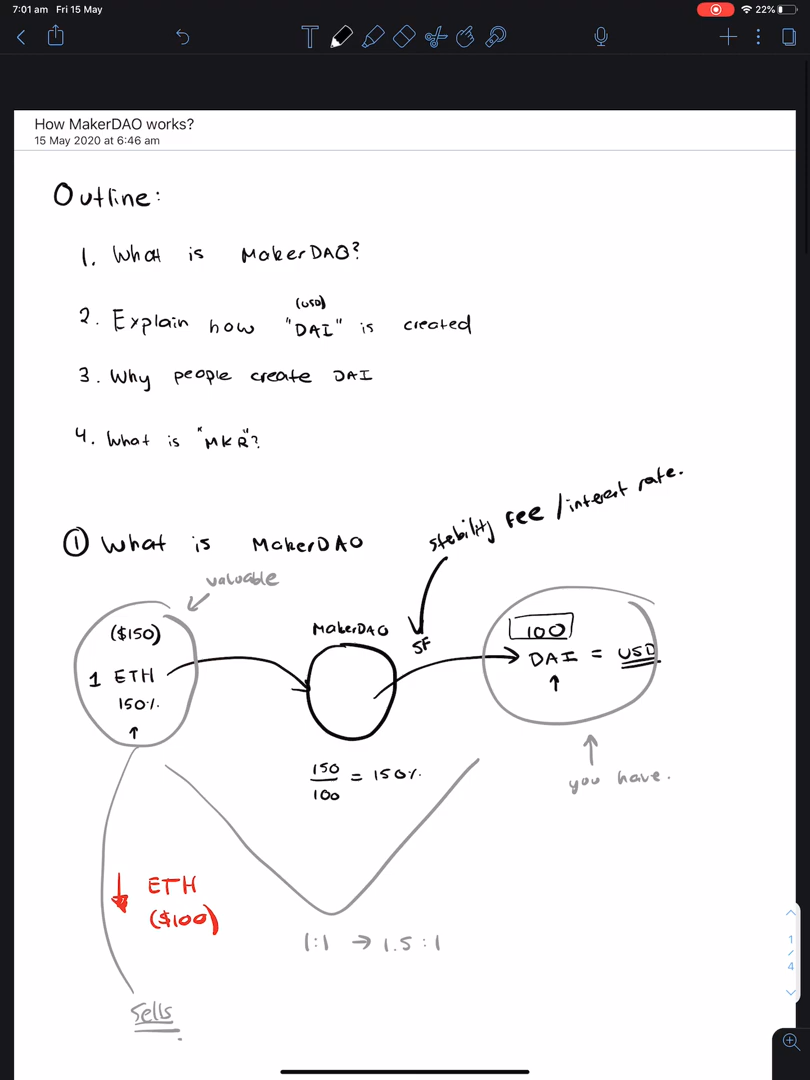 7:01 am Fri 15 May
22%
How MakerDAO works?
15 May 2020 at 6:46 am
Outline:
1. What is MakerDAO?
(USD)
2. Explain how "DAI" is created
3. Why people create DAI
4. What is "MKR"?
stability Fee / interest rate.
① What is MakerDAO
valuable
($150)
1 ETH
150%
MakerDAO
SF
100
DAI = USD
150
100
= 150%
you have.
↓ ETH
($100)
1:1 → 1.5:1
sells
1
/
4